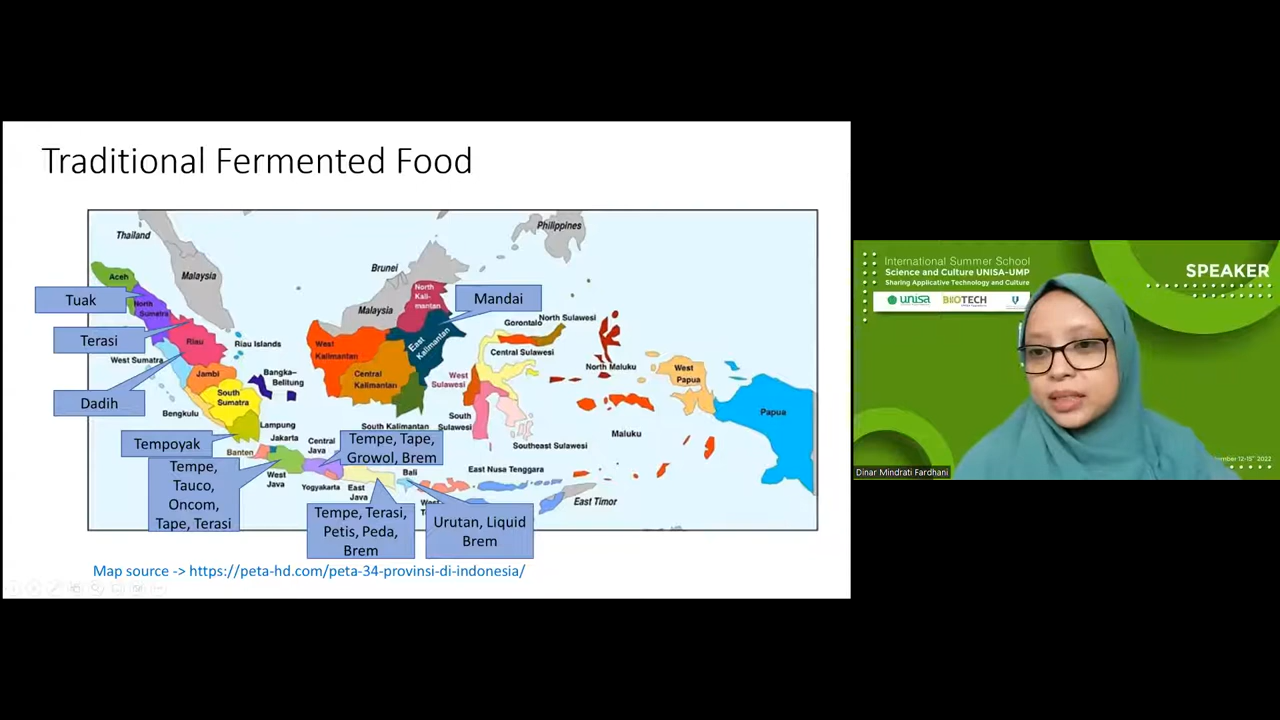 Traditional Fermented Food
Philippines
Thailand
Malaysia
Brunei
Aceh
North
Kali-
mantan
Tuak
Mandai
North
Sumatra
Malaysia
Gorontalo
North Sulawesi
Terasi
Riau
Riau Islands
West
Kalimantan
East
Kalimantan
Central Sulawesi
West Sumatra
North Maluku
West
Papua
Jambi
Bangka–
Belitung
Central
Kalimantan
West
Sulawesi
Dadih
South
Sumatra
Papua
Bengkulu
Lampung
South Kalimantan
South
Sulawesi
Maluku
Tempoyak
Jakarta
Central
Java
Tempe, Tape,
Growol, Brem
Southeast Sulawesi
Banten
Tempe,
Tauco,
Oncom,
Tape, Terasi
West
Java
Bali
East Nusa Tenggara
Yogyakarta
East
Java
East Timor
Tempe, Terasi,
Petis, Peda,
Brem
Urutan, Liquid
Brem
Map source -> https://peta-hd.com/peta-34-provinsi-di-indonesia/
International Summer School
Science and Culture UNISA-UMP
Sharing Applicative Technology and Culture
SPEAKER
unisa
BIOTECH
Dinar Mindrati Fardhani
2022